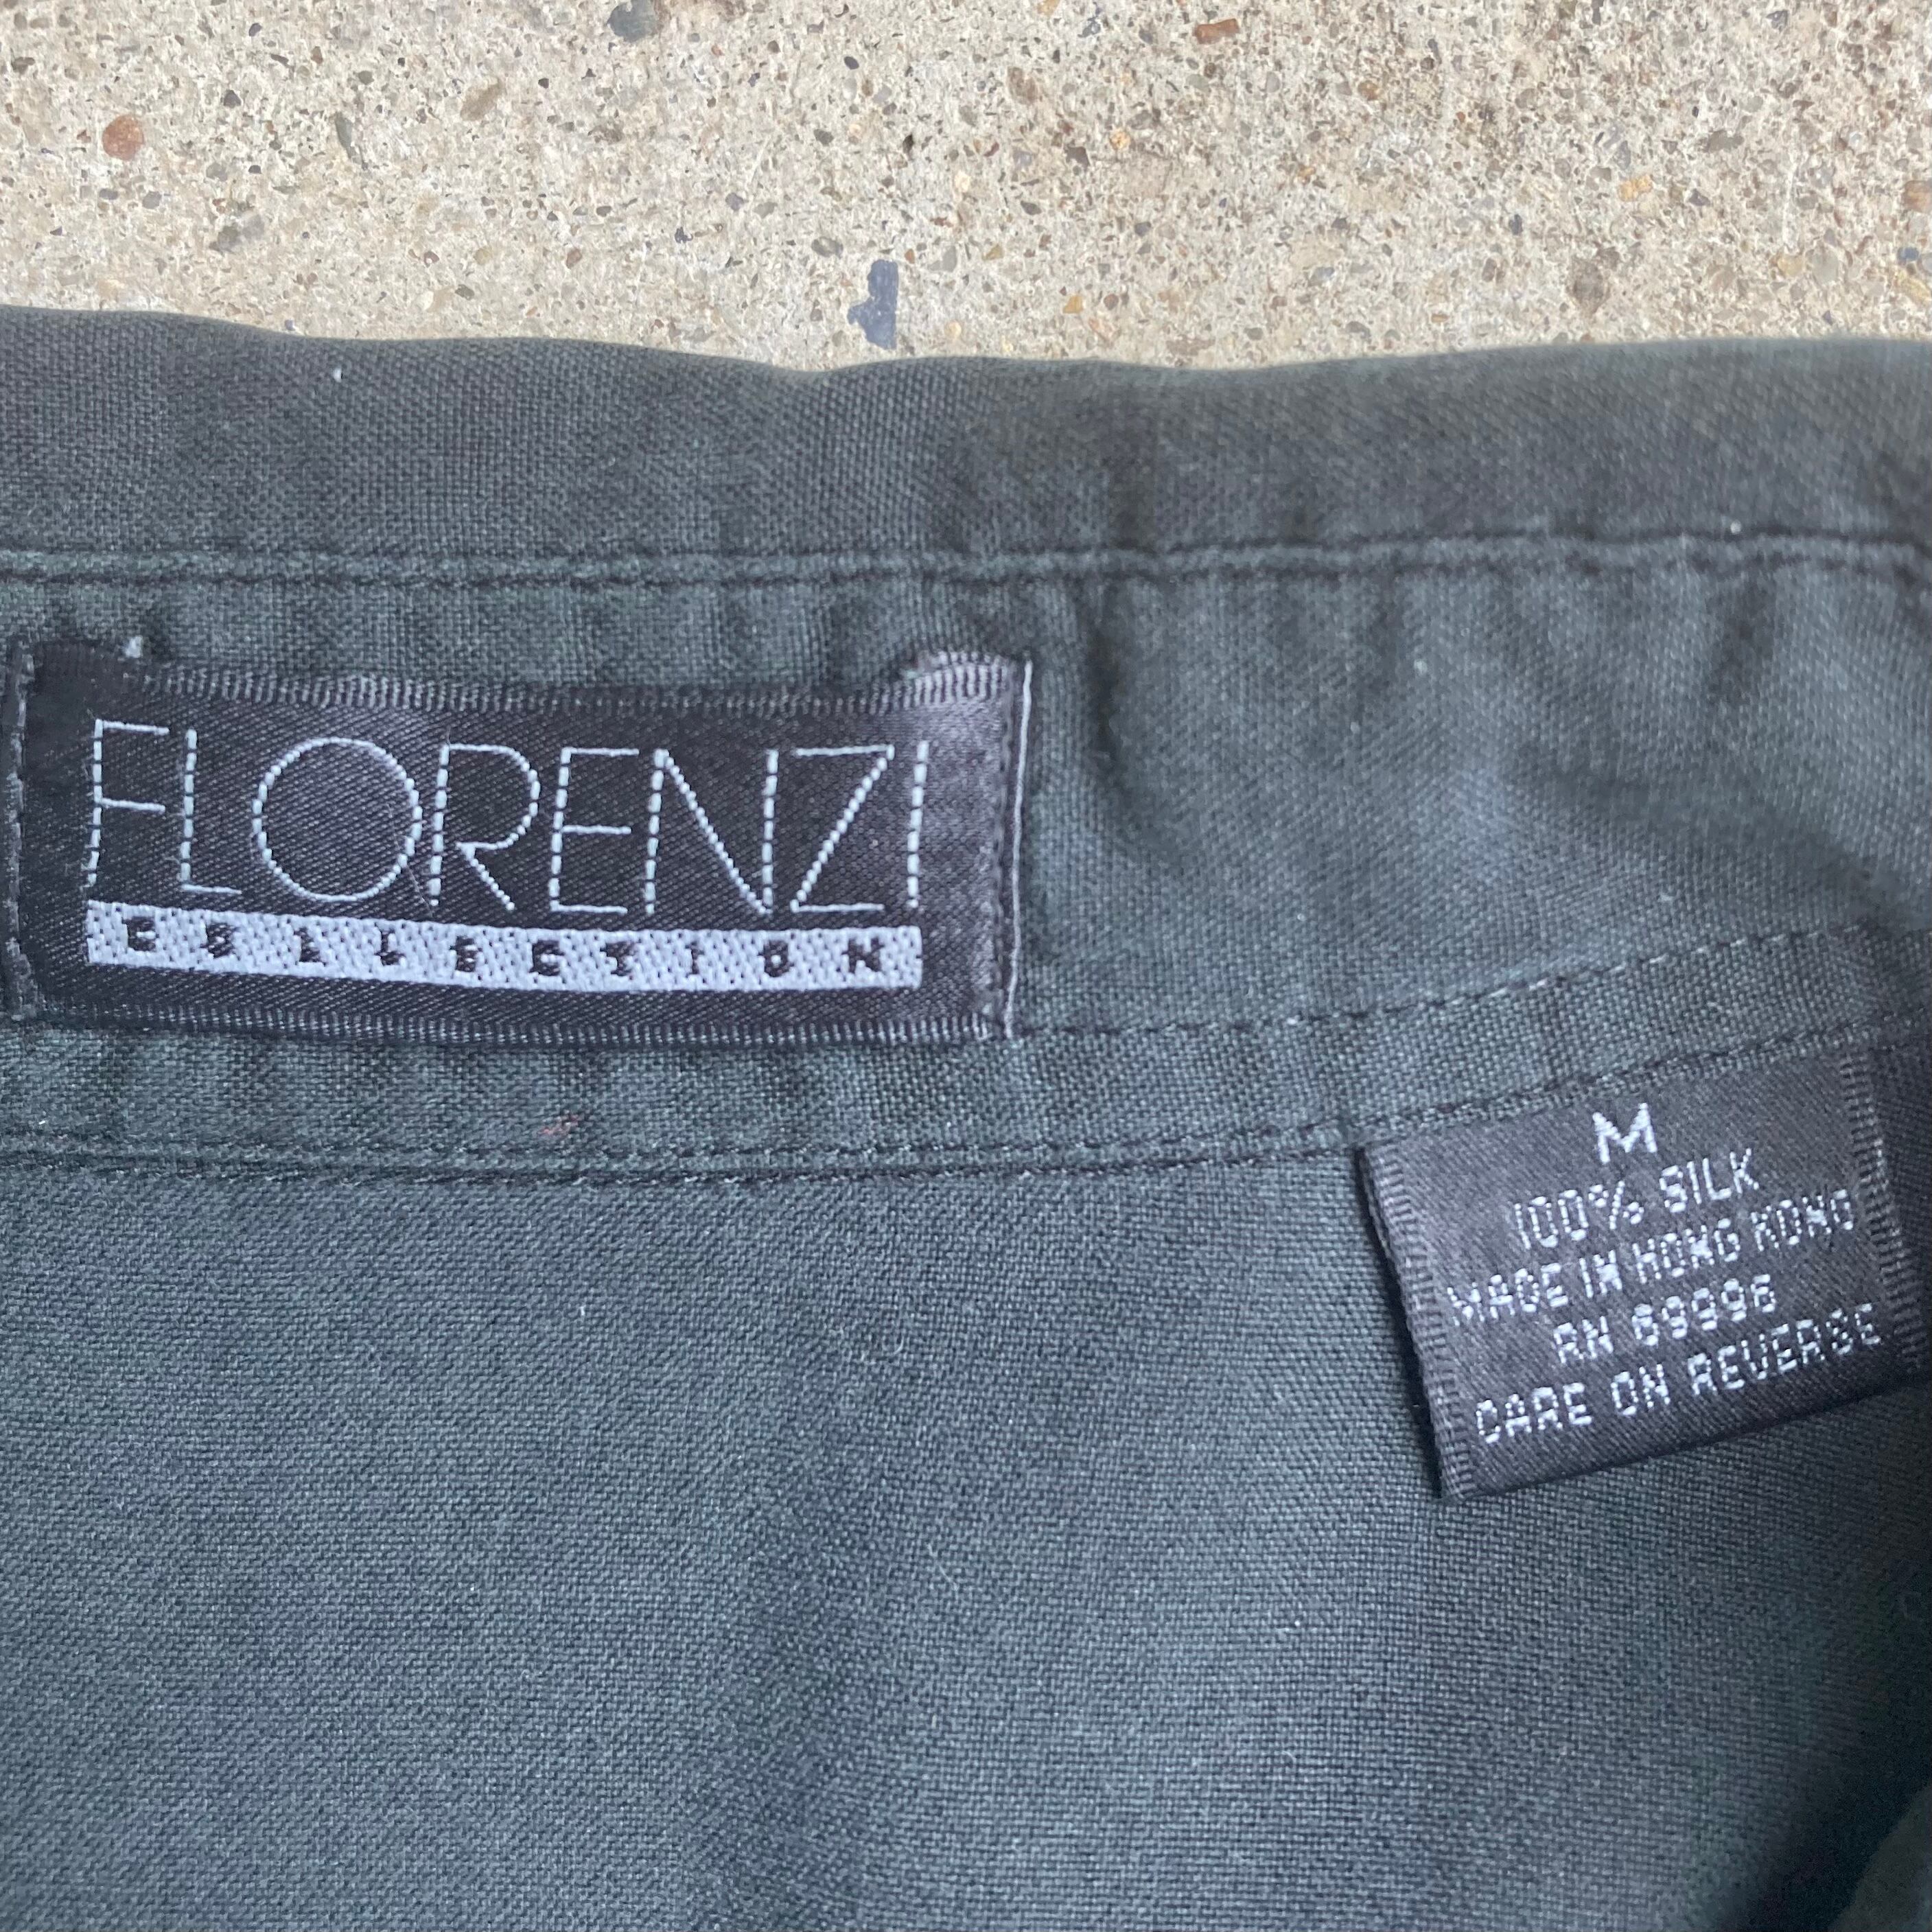 FLORENZI
COLLECTION
M
100% SILK
MADE IN HONG KONG
RN 69996
CARE ON REVERSE